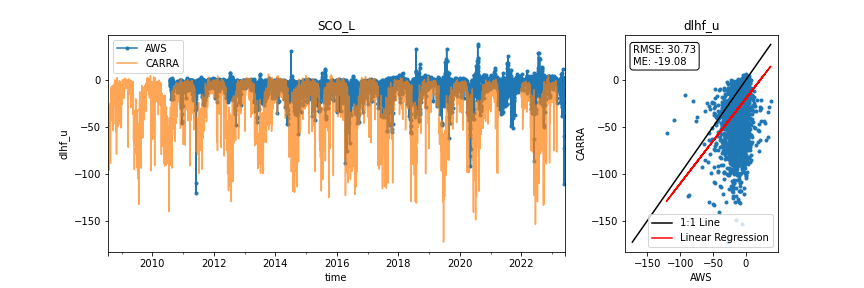 SCO_L
AWS
CARRA
dlhf_u
0
−50
−100
−150
2010
2012
2014
2016
2018
2020
2022
time
dlhf_u
RMSE: 30.73
ME: -19.08
CARRA
0
−50
−100
−150
1:1 Line
Linear Regression
−150
−100
−50
0
AWS